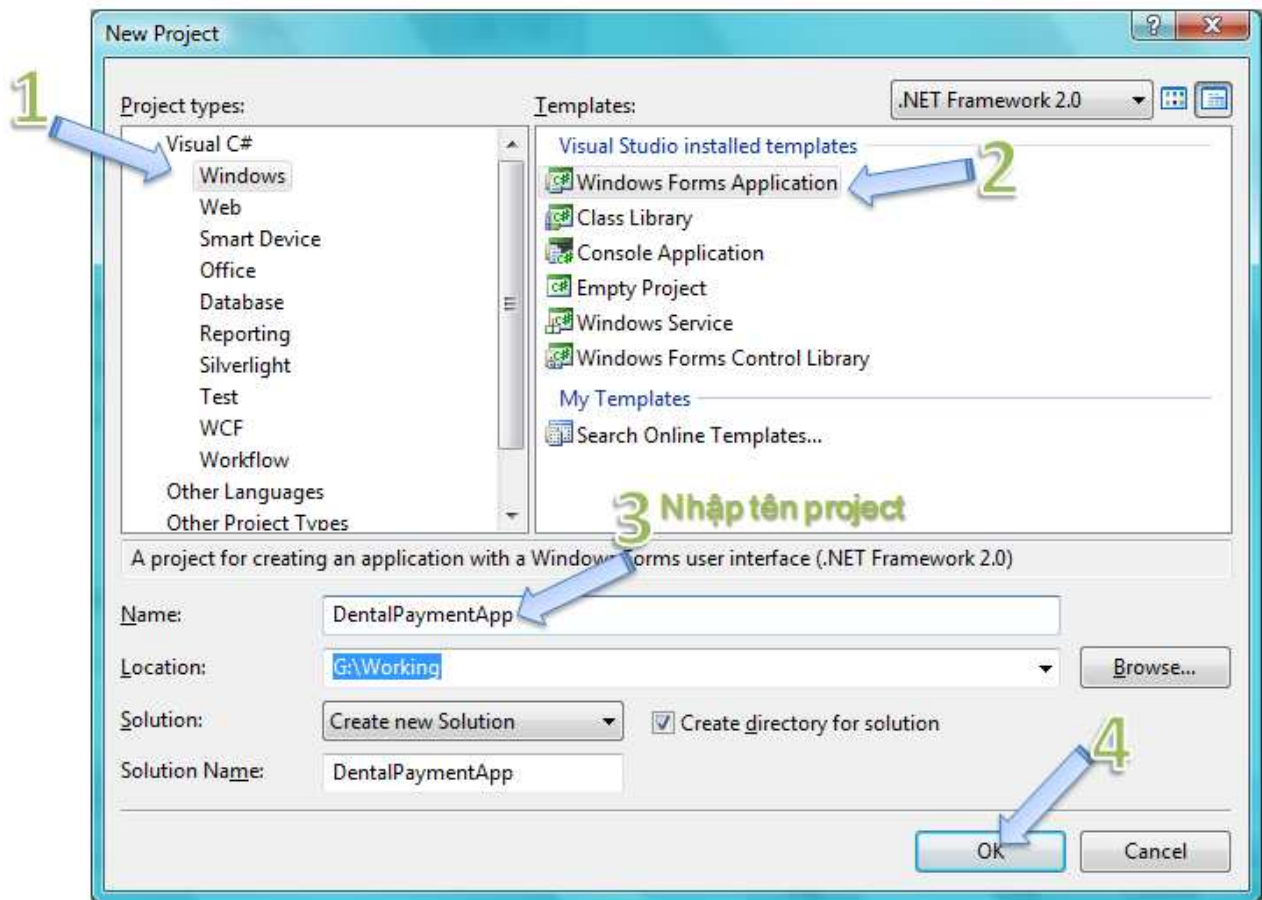 New Project
1
Project types:
Templates:
.NET Framework 2.0
Visual C#
Windows
Web
Smart Device
Office
Database
Reporting
Silverlight
Test
WCF
Workflow
Other Languages
Other Project Types
Visual Studio installed templates
Windows Forms Application
2
Class Library
Console Application
Empty Project
Windows Service
Windows Forms Control Library
My Templates
Search Online Templates...
3 Nhập tên project
A project for creating an application with a Windows Forms user interface (.NET Framework 2.0)
Name:
DentalPaymentApp
Location:
G:\Working
Browse...
Solution:
Create new Solution
Create directory for solution
Solution Name:
DentalPaymentApp
4
OK
Cancel